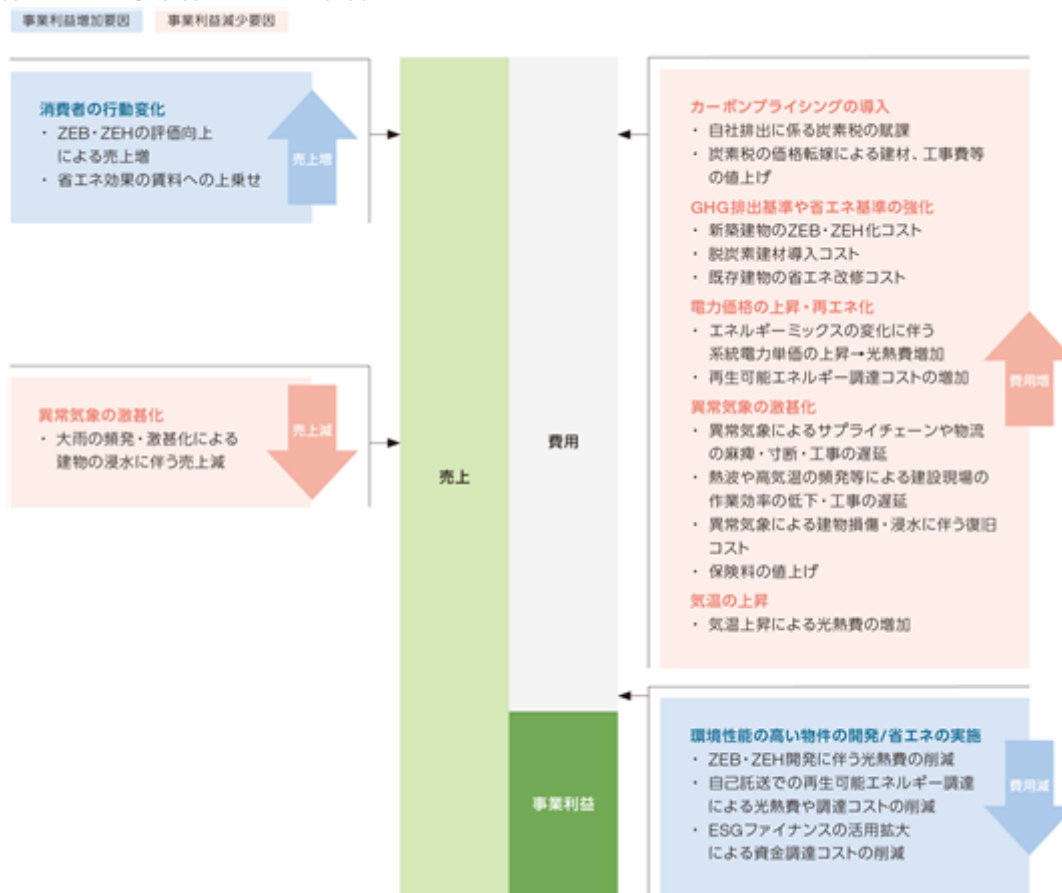 事業利益増加要因
事業利益減少要因
消費者の行動変化
・ ZEB・ZEHの評価向上
による売上増
・ 省エネ効果の賃料への上乗せ
売上増
異常気象の激甚化
・ 大雨の頻発・激甚化による
建物の浸水に伴う売上減
売上減
売上
費用
事業利益
カーボンプライシングの導入
・ 自社排出に係る炭素税の賦課
・ 炭素税の価格転嫁による建材、工事費等
の値上げ
GHG排出基準や省エネ基準の強化
・ 新築建物のZEB・ZEH化コスト
・ 脱炭素建材導入コスト
・ 既存建物の省エネ改修コスト
電力価格の上昇・再エネ化
・ エネルギーミックスの変化に伴う
系統電力単価の上昇→光熱費増加
・ 再生可能エネルギー調達コストの増加
異常気象の激甚化
・ 異常気象によるサプライチェーンや物流
の麻痺・寸断・工事の遅延
・ 熱波や高気温の頻発等による建設現場の
作業効率の低下・工事の遅延
・ 異常気象による建物損傷・浸水に伴う復旧
コスト
・ 保険料の値上げ
気温の上昇
・ 気温上昇による光熱費の増加
費用増
環境性能の高い物件の開発/省エネの実施
・ ZEB・ZEH開発に伴う光熱費の削減
・ 自己託送での再生可能エネルギー調達
による光熱費や調達コストの削減
・ ESGファイナンスの活用拡大
による資金調達コストの削減
費用減